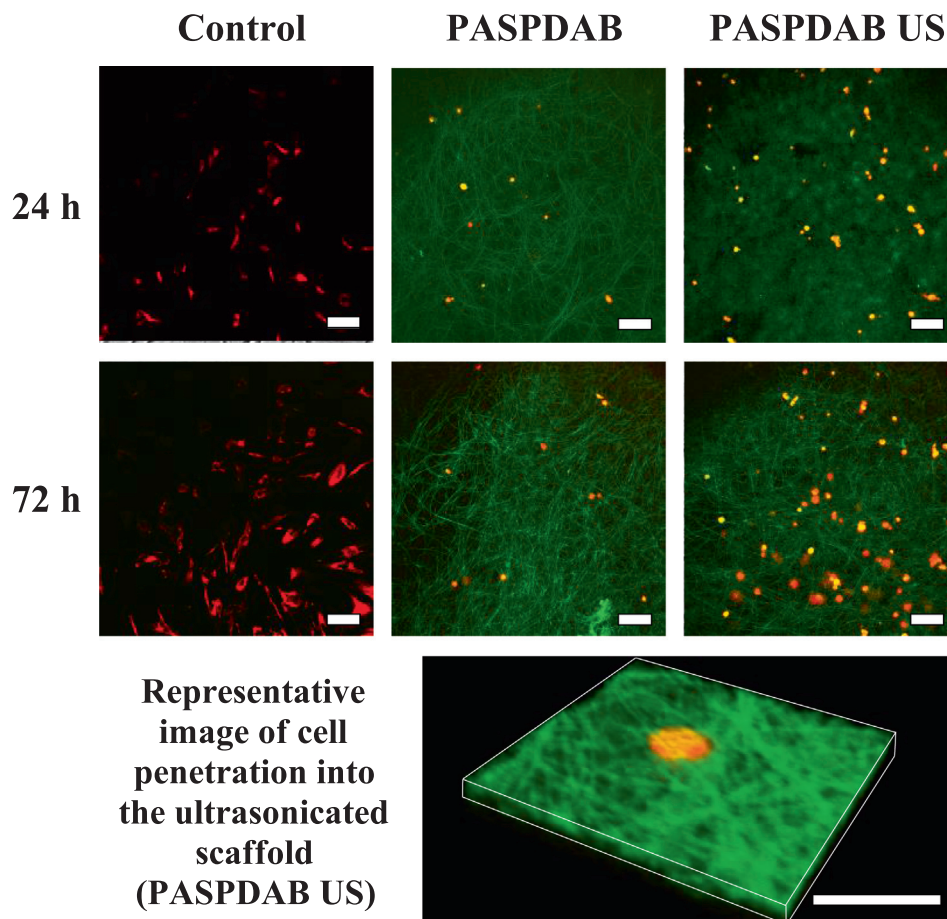 Control PASPDAB PASPDAB US
24 h
72 h
Representative
image of cell
penetration into
the ultrasonicated
scaffold
(PASPDAB US)